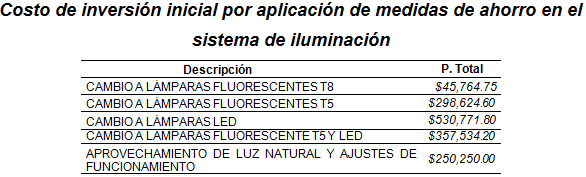 Costo de inversión inicial por aplicación de medidas de ahorro en el
sistema de iluminación
Descripción P. Total
CAMBIO A LÁMPARAS FLUORESCENTES T8 $45,764.75
CAMBIO A LÁMPARAS FLUORESCENTES T5 $298,624.60
CAMBIO A LÁMPARAS LED $530,771.80
CAMBIO A LÁMPARAS FLUORESCENTE T5 Y LED $357,534.20
APROVECHAMIENTO DE LUZ NATURAL Y AJUSTES DE
FUNCIONAMIENTO $250,250.00